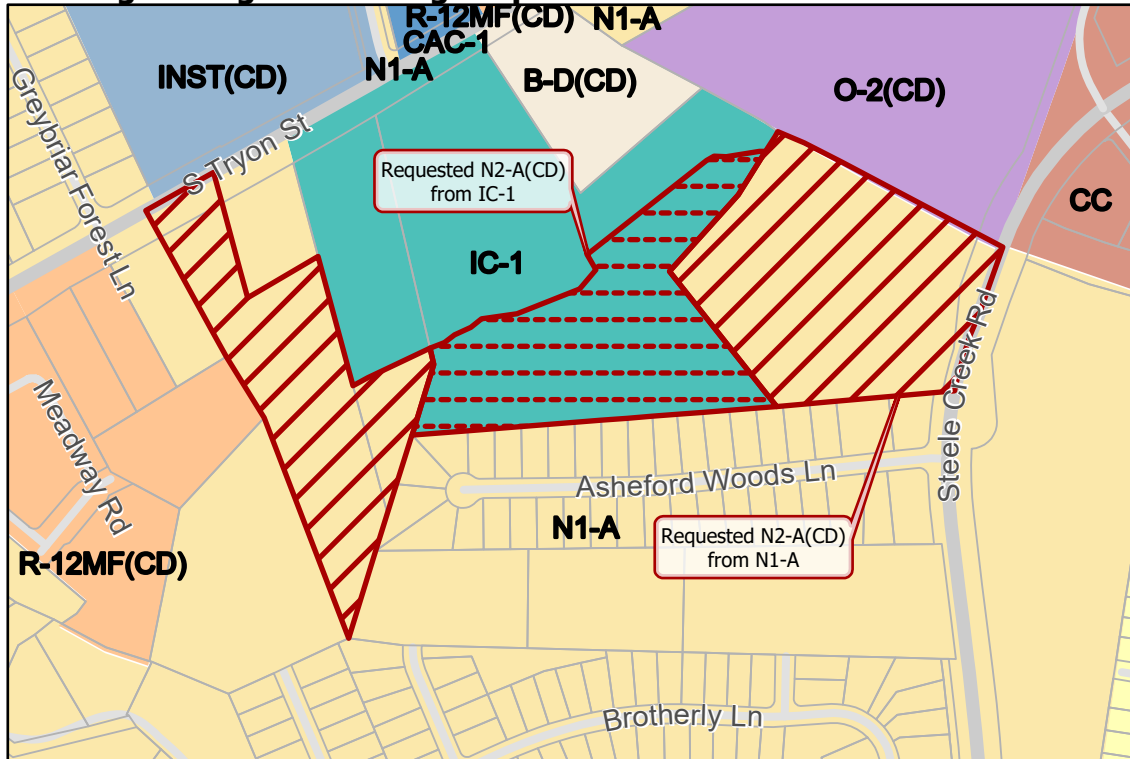 R-12MF(CD)
N1-A
CAC-1
N1-A
INST(CD)
B-D(CD)
O-2(CD)
CC
Greybriar Forest Ln
S Tryon St
Requested N2-A(CD)
from IC-1
IC-1
Steele Creek Rd
Meadway Rd
Asheford Woods Ln
N1-A
Requested N2-A(CD)
from N1-A
R-12MF(CD)
Brotherly Ln